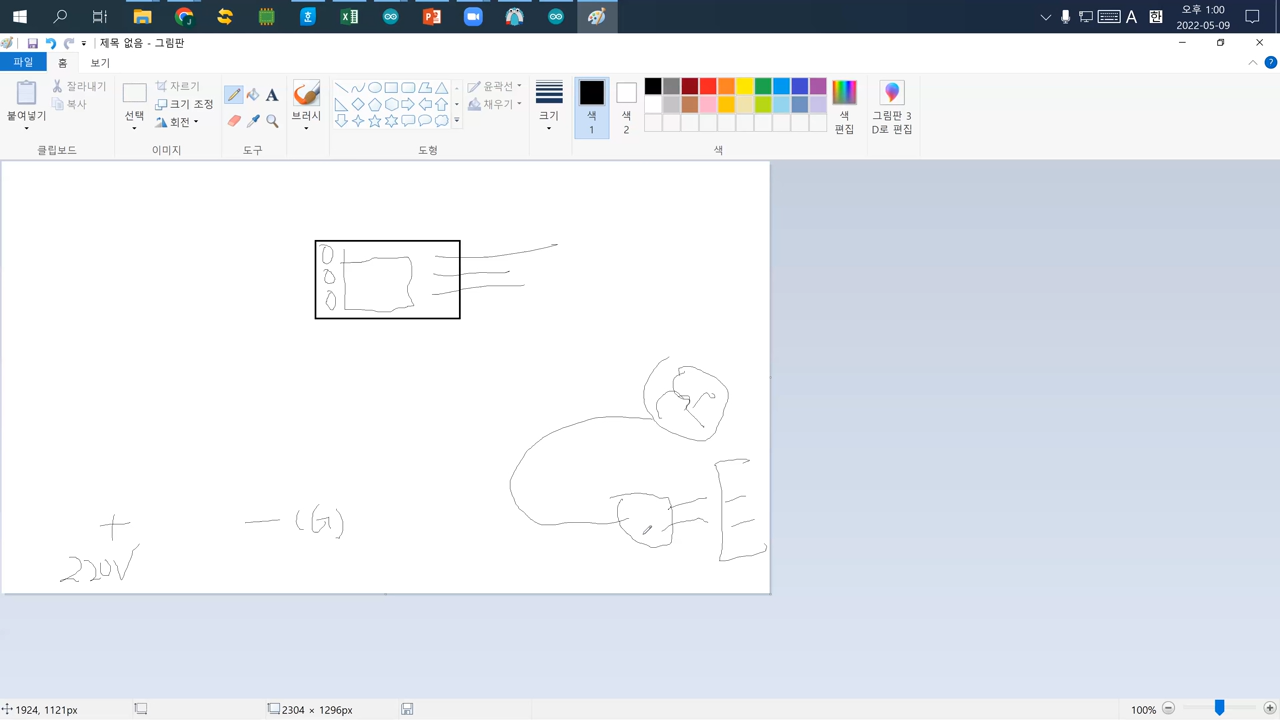 A 한
오후 1:00
2022-05-09
제목 없음 - 그림판
파일 홈 보기
붙여넣기
잘라내기
복사
클립보드
선택
자르기
크기 조정
회전
이미지
A
도구
브러시
윤곽선
채우기
도형
크기
색 1
색 2
색 편집
그림판 3D로 편집
색
+ — (G)
220V
1924, 1121px
2304 × 1296px
100%